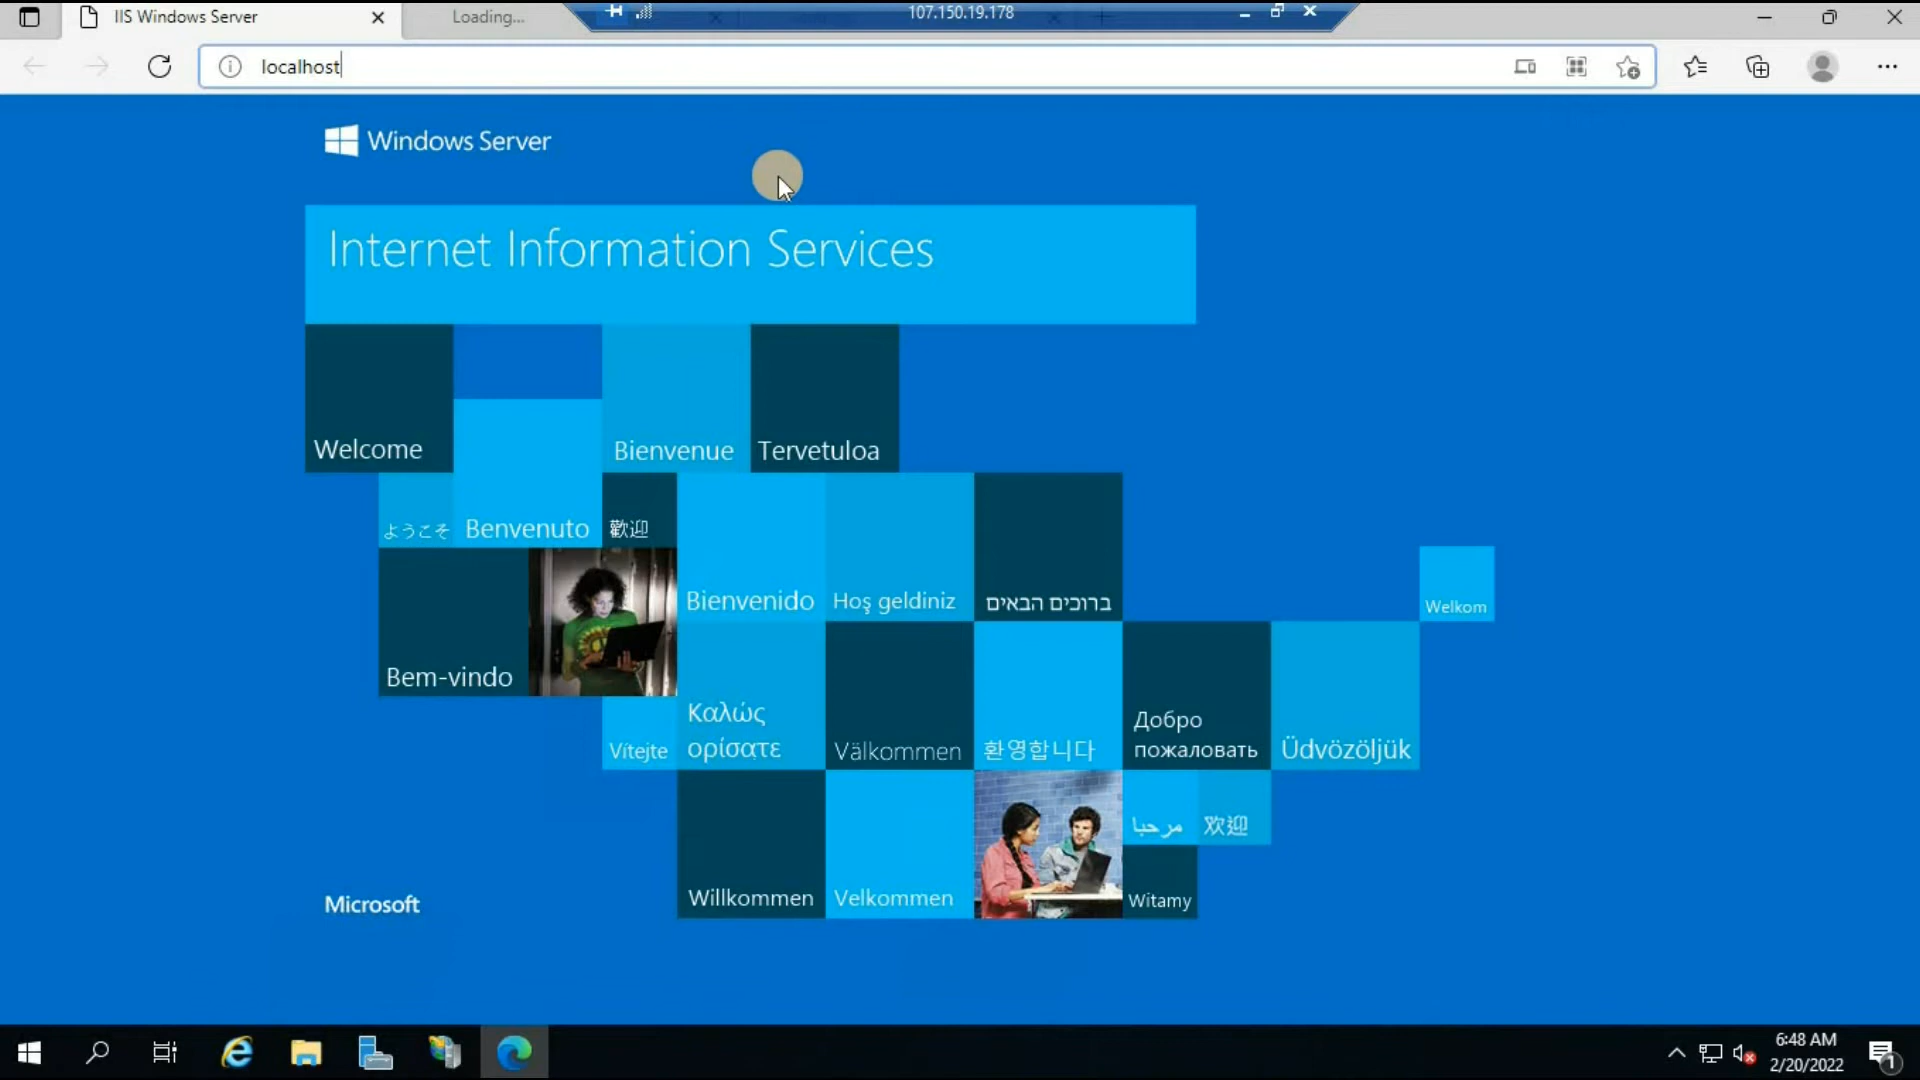 IIS Windows Server
Loading...
107.150.19.178
localhost
Windows Server
Internet Information Services
Welcome
Bienvenue
Tervetuloa
ようこそ
Benvenuto
歡迎
Bienvenido
Hoş geldiniz
ברוכים הבאים
Welkom
Bem-vindo
Vítejte
Καλώς
ορίσατε
Välkommen
환영합니다
Добро
пожаловать
Üdvözöljük
مرحبا
欢迎
Willkommen
Velkommen
Witamy
Microsoft
6:48 AM
2/20/2022
1